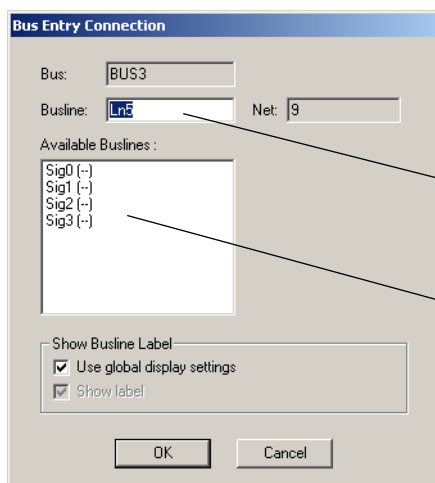 Bus Entry Connection
Bus: BUS3
Busline: Ln5 Net: 9
Available Buslines :
Sig0 (--)
Sig1 (--)
Sig2 (--)
Sig3 (--)
Show Busline Label
Use global display settings
Show label
OK Cancel